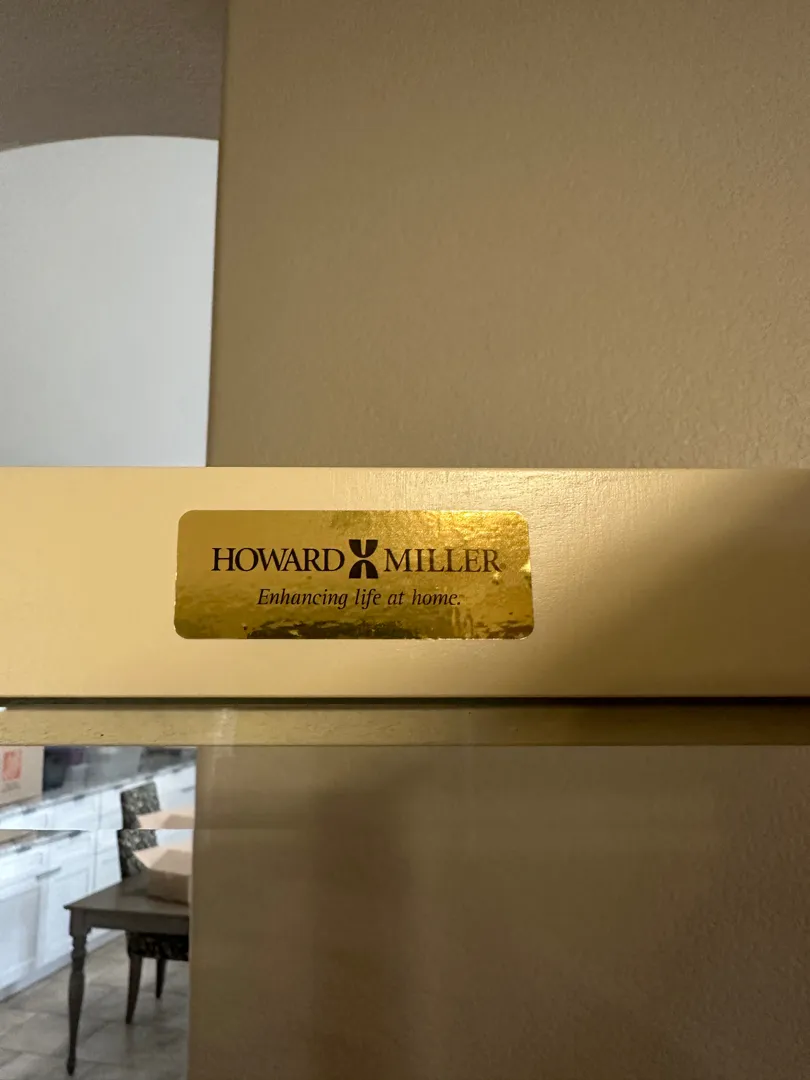 HOWARD MILLER
Enhancing life at home.